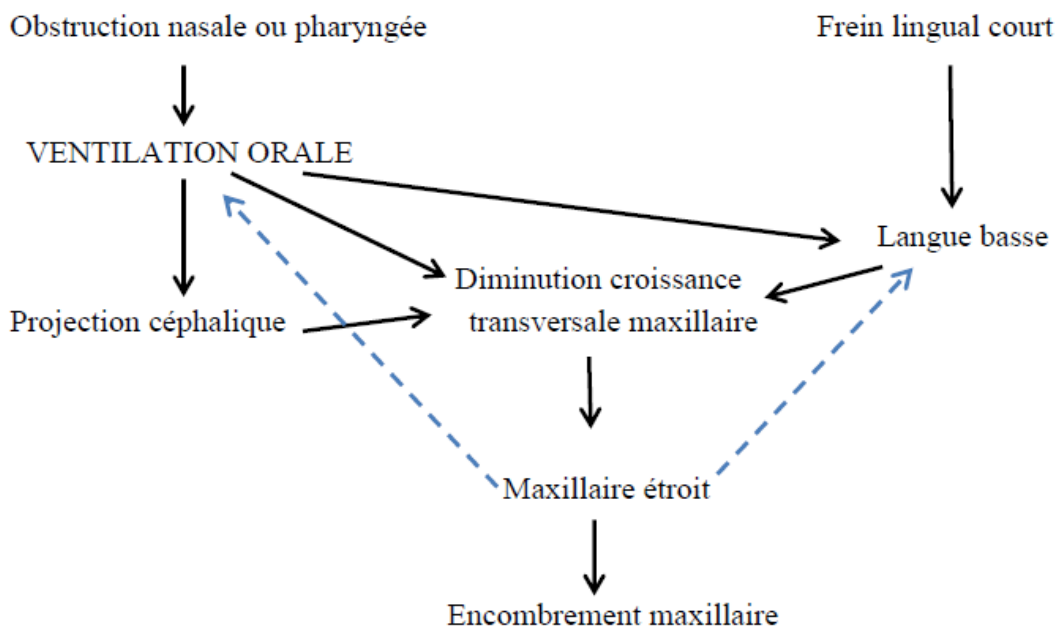 Obstruction nasale ou pharyngée
Frein lingual court
VENTILATION ORALE
Langue basse
Diminution croissance
transversale maxillaire
Projection céphalique
Maxillaire étroit
Encombrement maxillaire